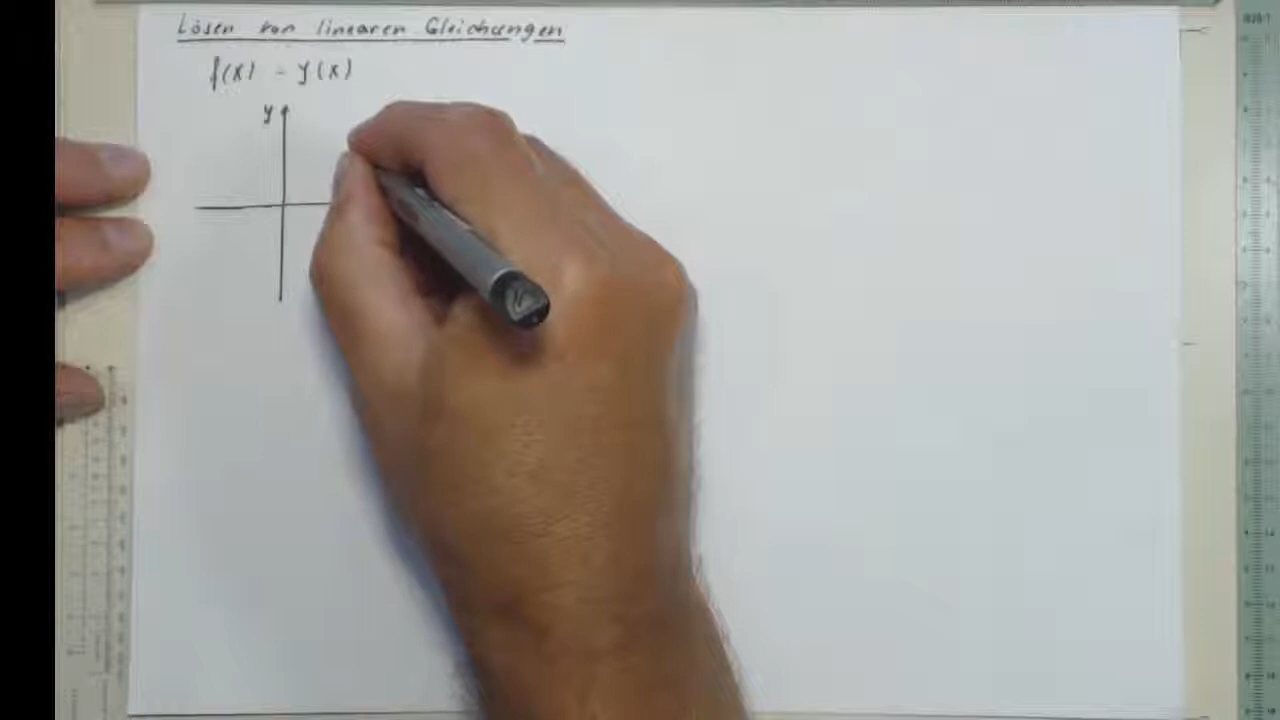 Lösen von linearen Gleichungen
f(x) = g(x)
y